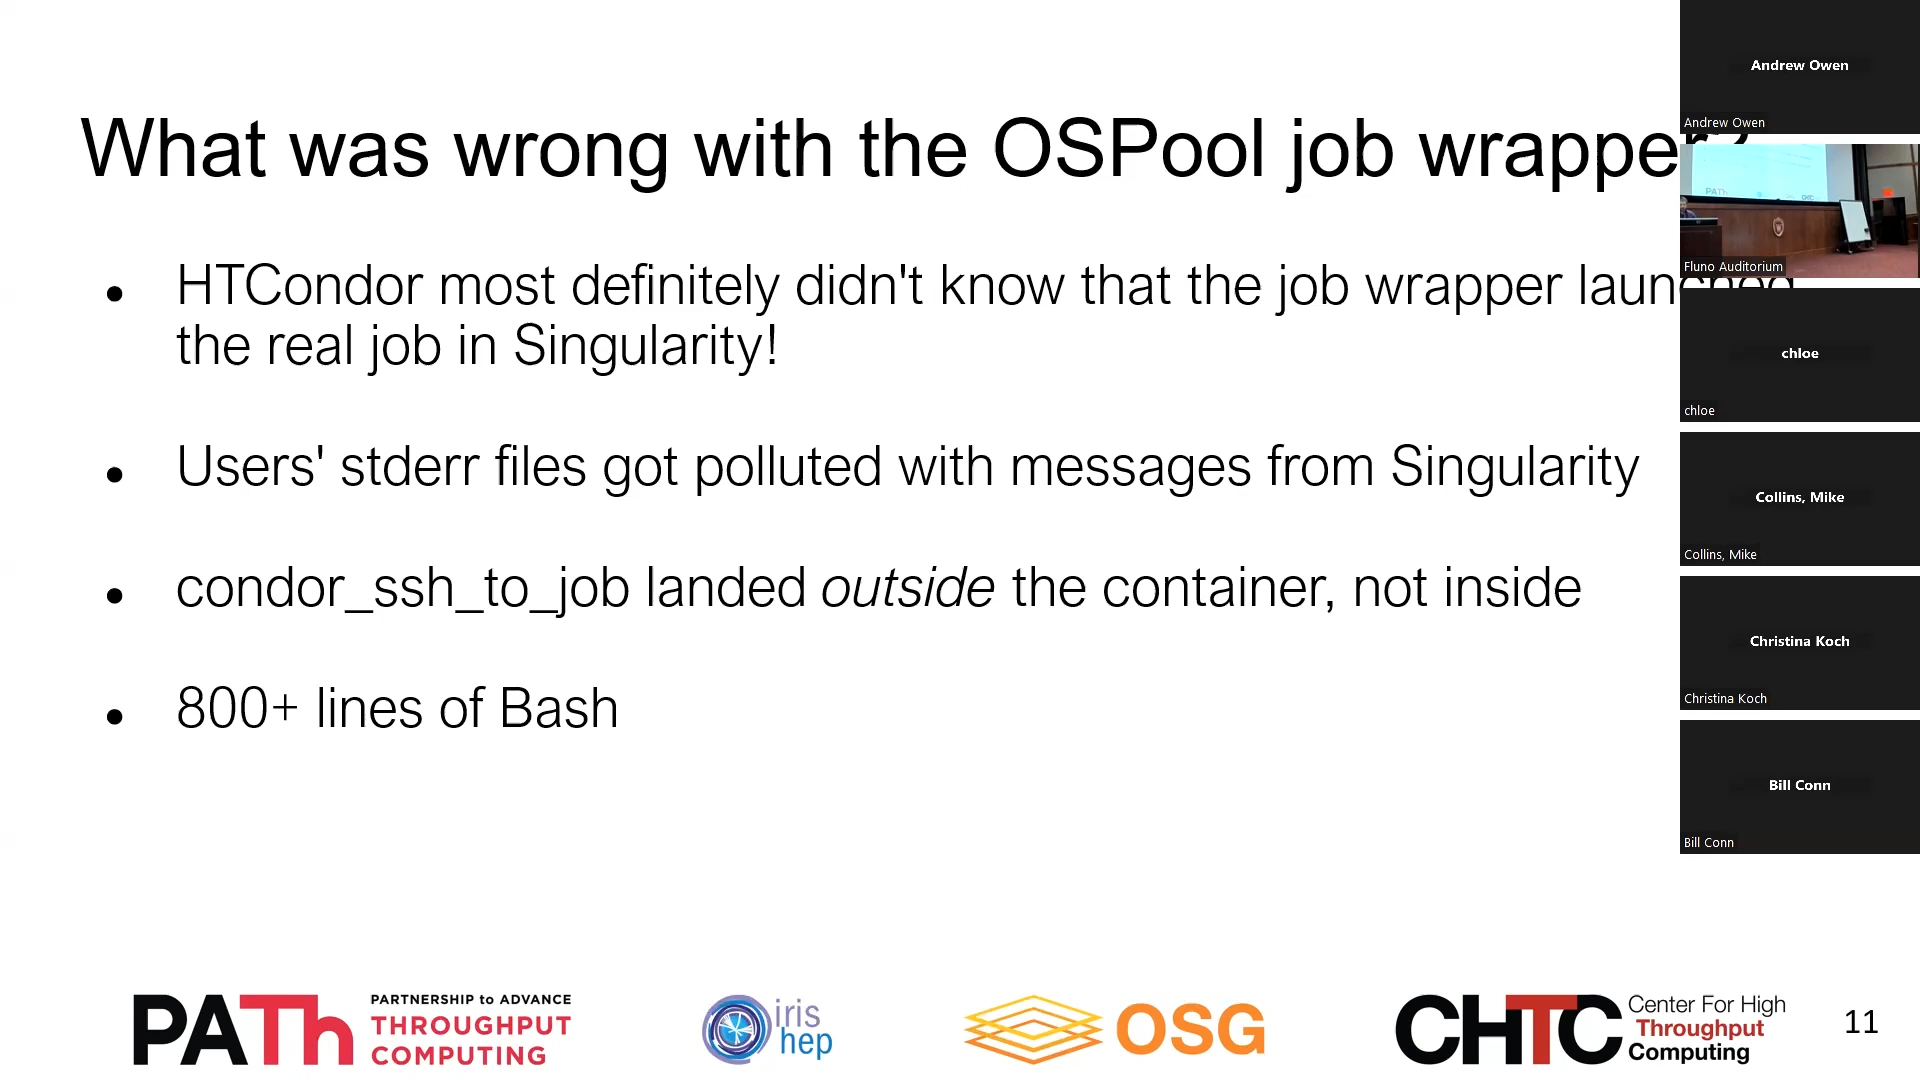 What was wrong with the OSPool job wrapper?
HTCondor most definitely didn't know that the job wrapper launched
the real job in Singularity!
Users' stderr files got polluted with messages from Singularity
condor_ssh_to_job landed outside the container, not inside
800+ lines of Bash
PATh
PARTNERSHIP to ADVANCE
THROUGHPUT
COMPUTING
iris
hep
OSG
CHTC
Center For High
Throughput
Computing
11
Andrew Owen
Andrew Owen
PATh
CHTC
Fluno Auditorium
chloe
chloe
Collins, Mike
Collins, Mike
Christina Koch
Christina Koch
Bill Conn
Bill Conn